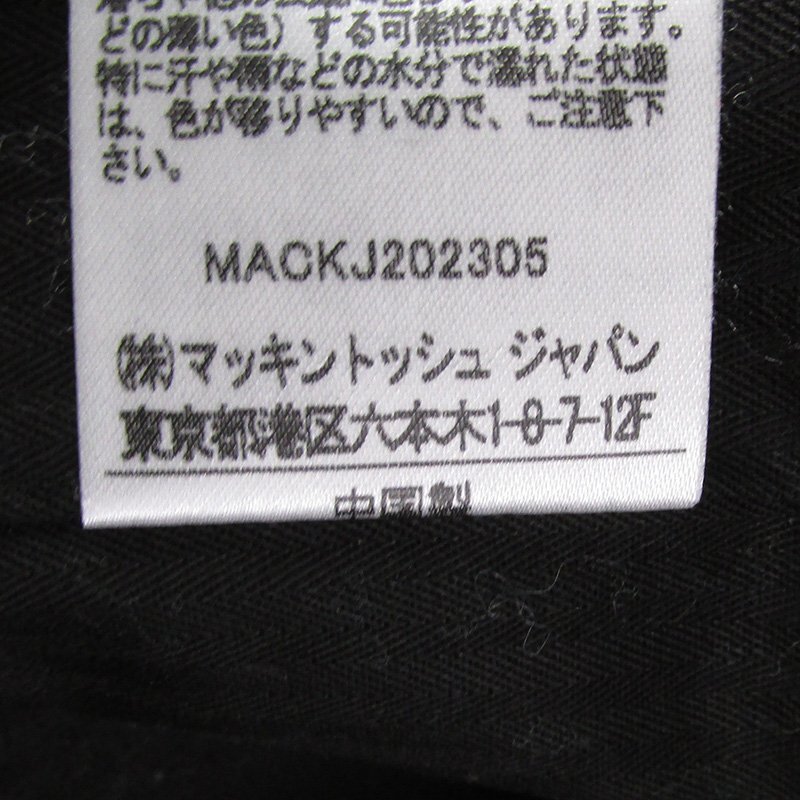 どの薄い色）する可能性があります。
特に汗や雨などの水分で濡れた状態
は、色が移りやすいので、ご注意下
さい。
MACKJ202305
(株)マッキントッシュ ジャパン
東京都港区六本木1-8-7-12F
中国製